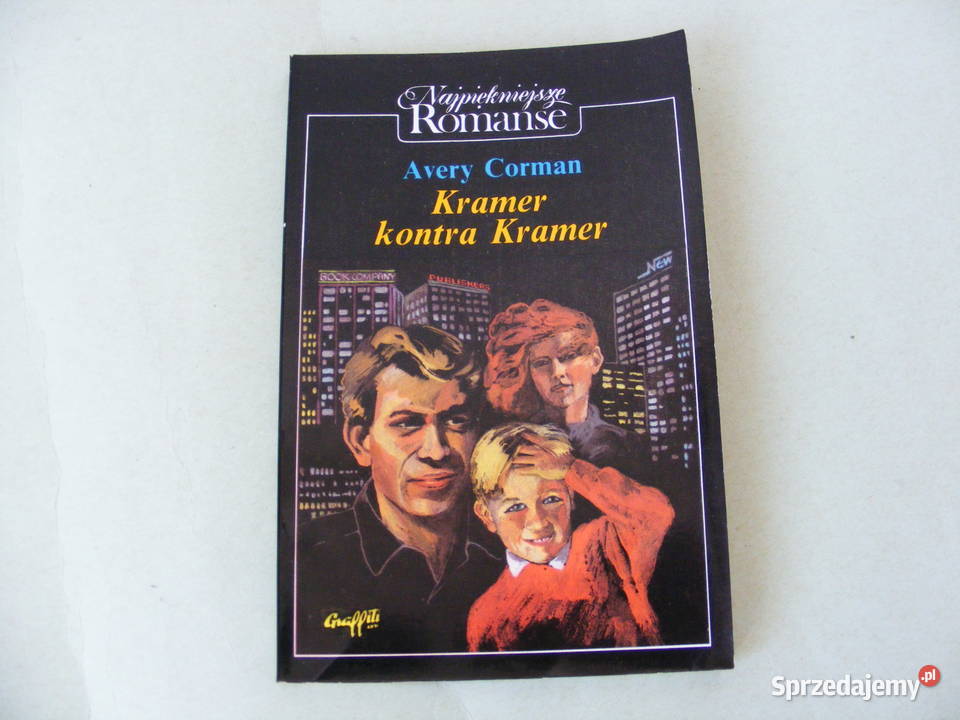 Najpiękniejsze
Romanse
Avery Corman
Kramer
kontra Kramer
BOOK COMPANY
PUBLISHERS
NEW
Graffiti
Sprzedajemy.pl